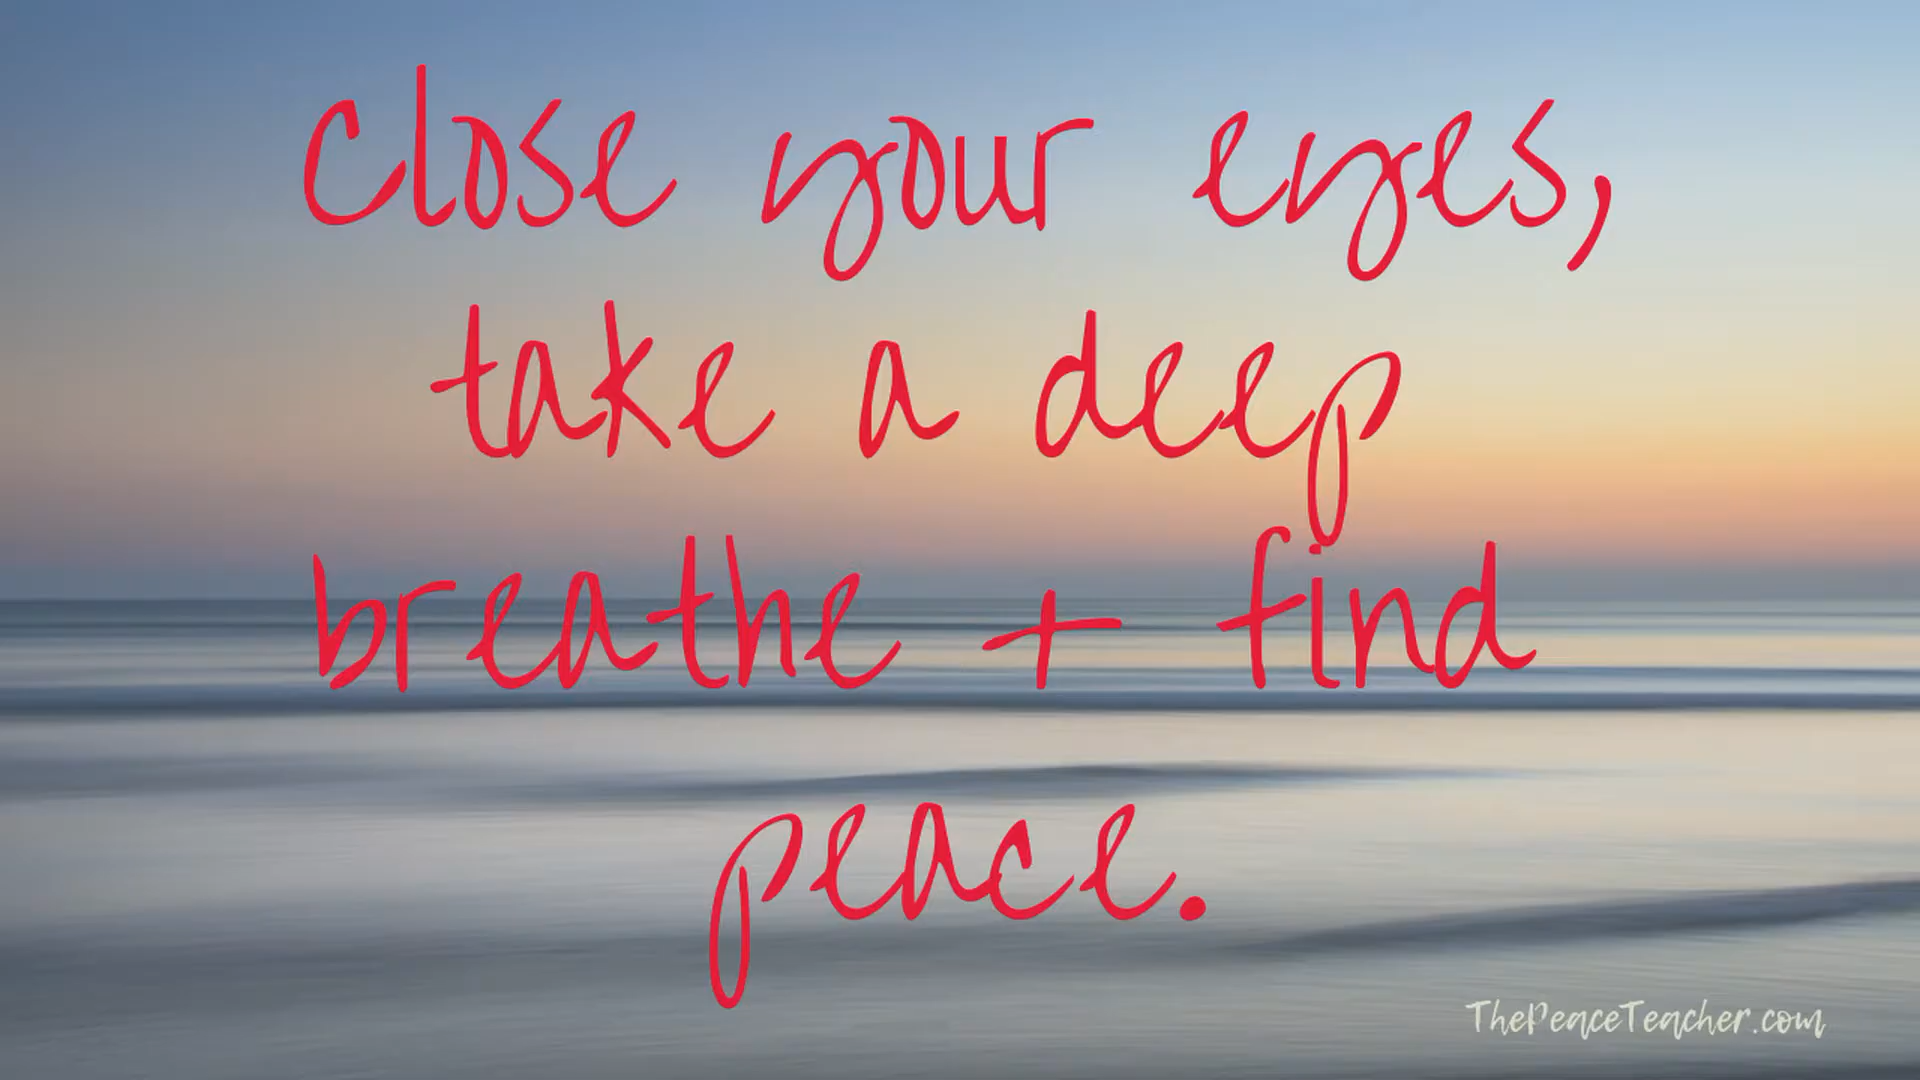 Close your eyes,
take a deep
breathe + find
peace.
ThePeaceTeacher.com